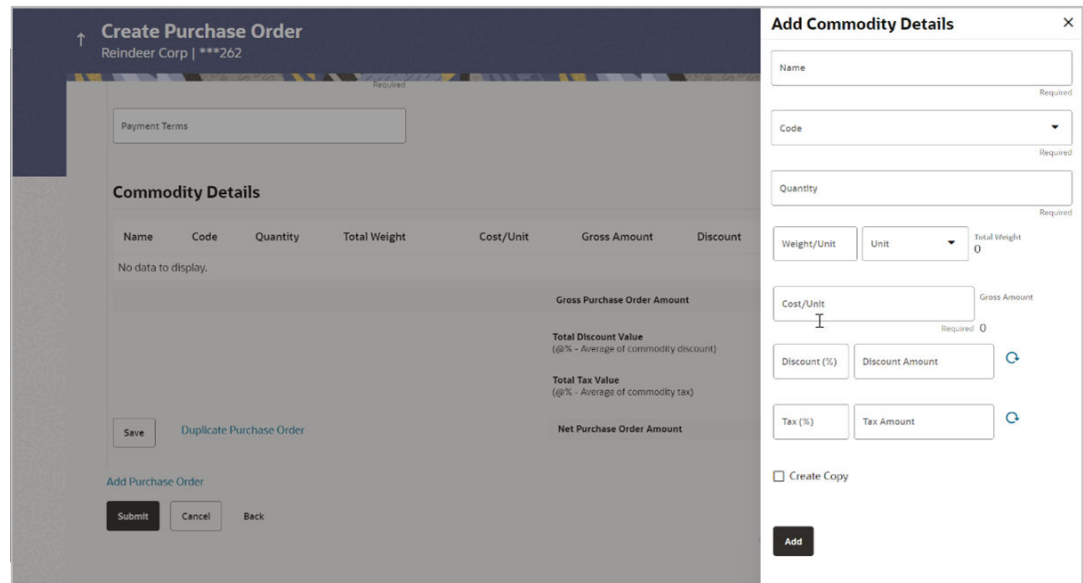 Create Purchase Order
Reindeer Corp | ***262
Required
Payment Terms
Commodity Details
Name Code Quantity Total Weight Cost/Unit Gross Amount Discount
No data to display.
Gross Purchase Order Amount
Total Discount Value
(@% - Average of commodity discount)
Total Tax Value
(@% - Average of commodity tax)
Save Duplicate Purchase Order Net Purchase Order Amount
Add Purchase Order
Submit Cancel Back
Add Commodity Details
Name
Required
Code
Required
Quantity
Required
Weight/Unit Unit Total Weight
0
Cost/Unit Gross Amount
Required 0
Discount (%) Discount Amount
Tax (%) Tax Amount
Create Copy
Add